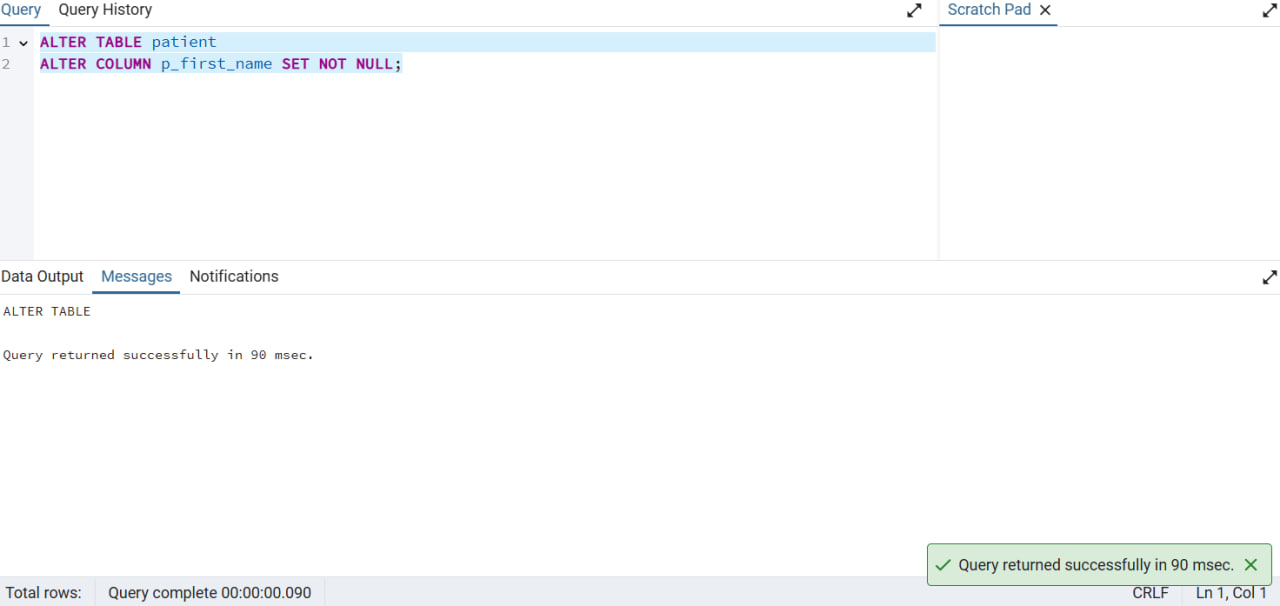 Query Query History
Scratch Pad
1 ALTER TABLE patient
2 ALTER COLUMN p_first_name SET NOT NULL;
Data Output Messages Notifications
ALTER TABLE
Query returned successfully in 90 msec.
Query returned successfully in 90 msec.
Total rows: Query complete 00:00:00.090 CRLF Ln 1, Col 1